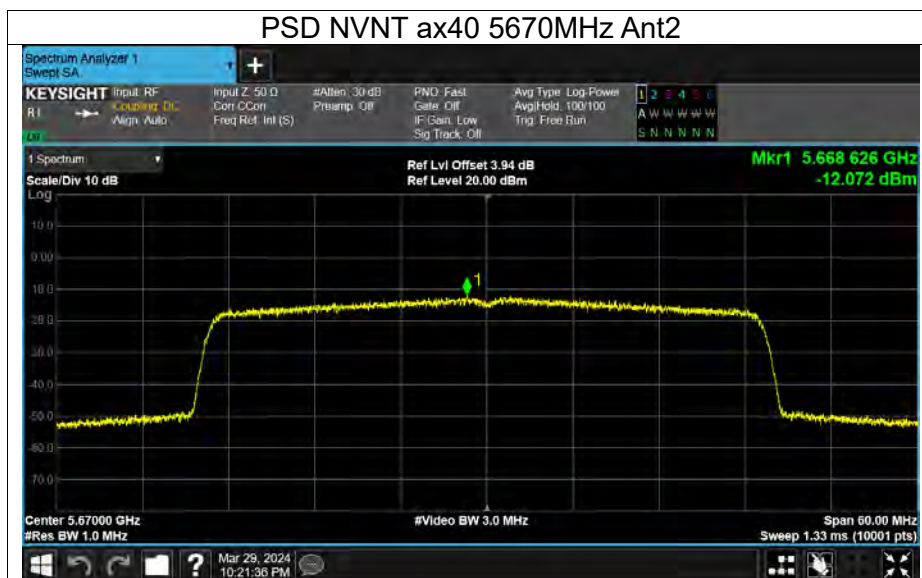 PSD NVNT ax40 5670MHz Ant2
Spectrum Analyzer 1
Swept SA
+
KEYSIGHT Input: RF
Coupling: DC
Align: Auto
Input Z: 50 Ω
Corr CCorr
Freq Ref: Int (S)
#Atten: 30 dB
Preamp: Off
PNO: Fast
Gate: Off
IF Gain: Low
Sig Track: Off
Avg Type: Log-Power
Avg|Hold: 100/100
Trig: Free Run
1 2 3 4 5 6
A W W W W W
S N N N N N
1 Spectrum
Scale/Div 10 dB
Log
Ref Lvl Offset 3.94 dB
Ref Level 20.00 dBm
Mkr1 5.668 626 GHz
-12.072 dBm
10.0
0.00
-10.0
-20.0
-30.0
-40.0
-50.0
-60.0
-70.0
1
Center 5.67000 GHz
#Res BW 1.0 MHz
#Video BW 3.0 MHz
Span 60.00 MHz
Sweep 1.33 ms (10001 pts)
?
Mar 29, 2024
10:21:36 PM